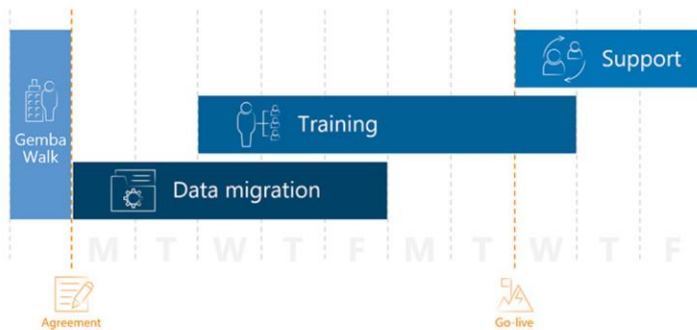 Support
Training
Gemba
Walk
Data migration
M T W T F M T W T F
Agreement
Go-live